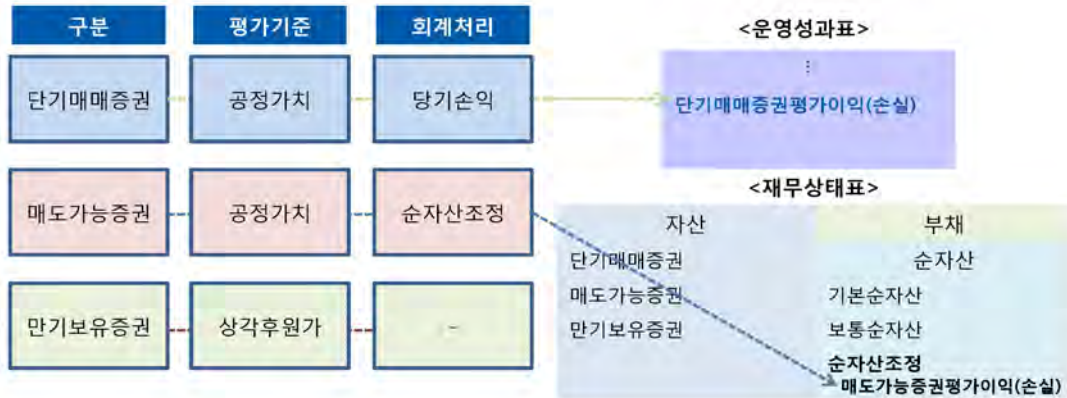 구분 평가기준 회계처리
단기매매증권 공정가치 당기손익
매도가능증권 공정가치 순자산조정
만기보유증권 상각후원가 -
<운영성과표>
⋮
단기매매증권평가이익(손실)
<재무상태표>
자산 부채
단기매매증권 순자산
매도가능증권 기본순자산
만기보유증권 보통순자산
순자산조정
매도가능증권평가이익(손실)